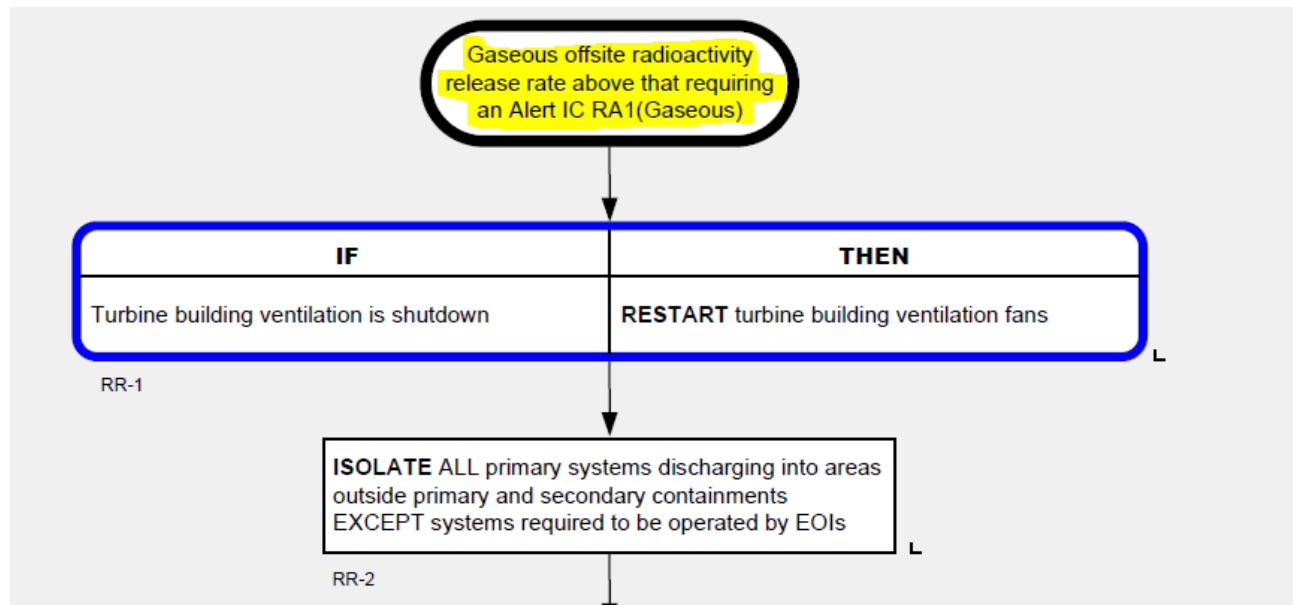 Gaseous offsite radioactivity
release rate above that requiring
an Alert IC RA1(Gaseous)
IF
THEN
Turbine building ventilation is shutdown
RESTART turbine building ventilation fans
L
RR-1
ISOLATE ALL primary systems discharging into areas
outside primary and secondary containments
EXCEPT systems required to be operated by EOIs
L
RR-2